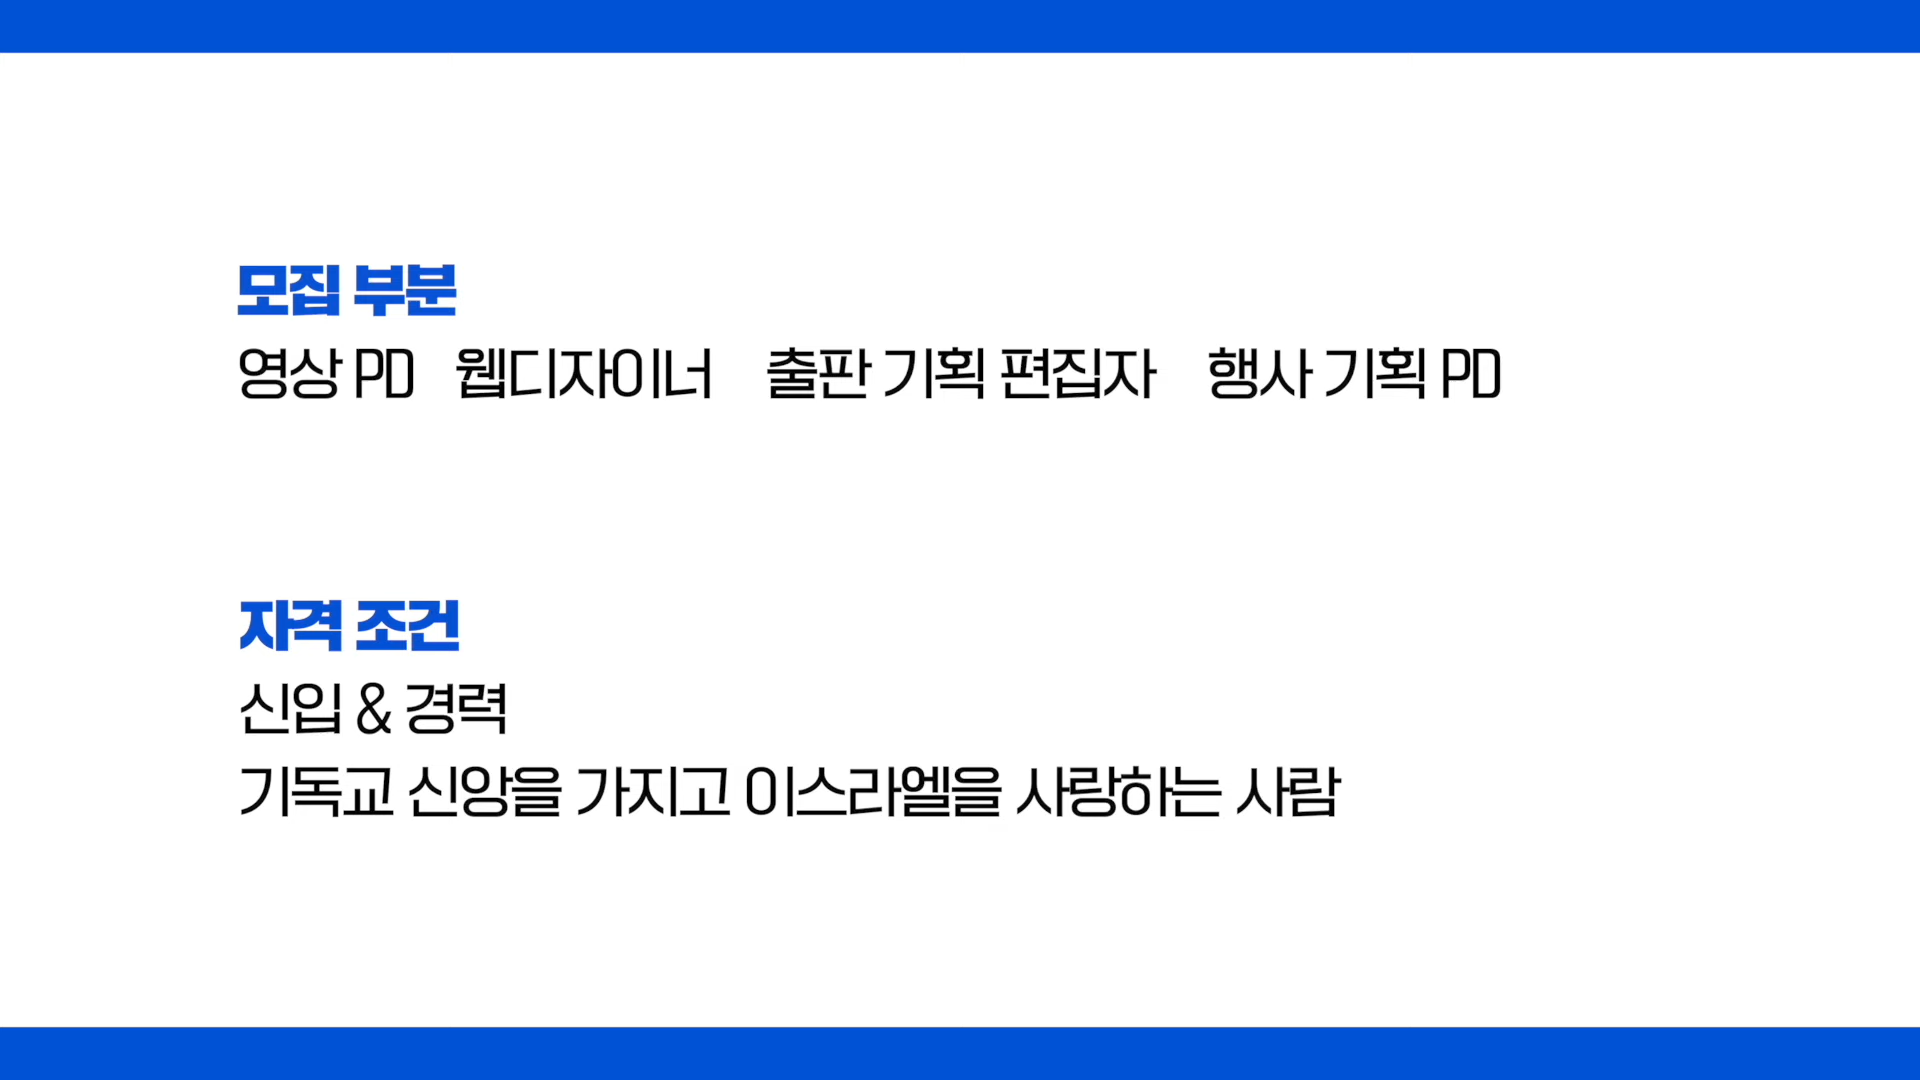 모집 부분
영상 PD 웹디자이너 출판 기획 편집자 행사 기획 PD
자격 조건
신입 & 경력
기독교 신앙을 가지고 이스라엘을 사랑하는 사람